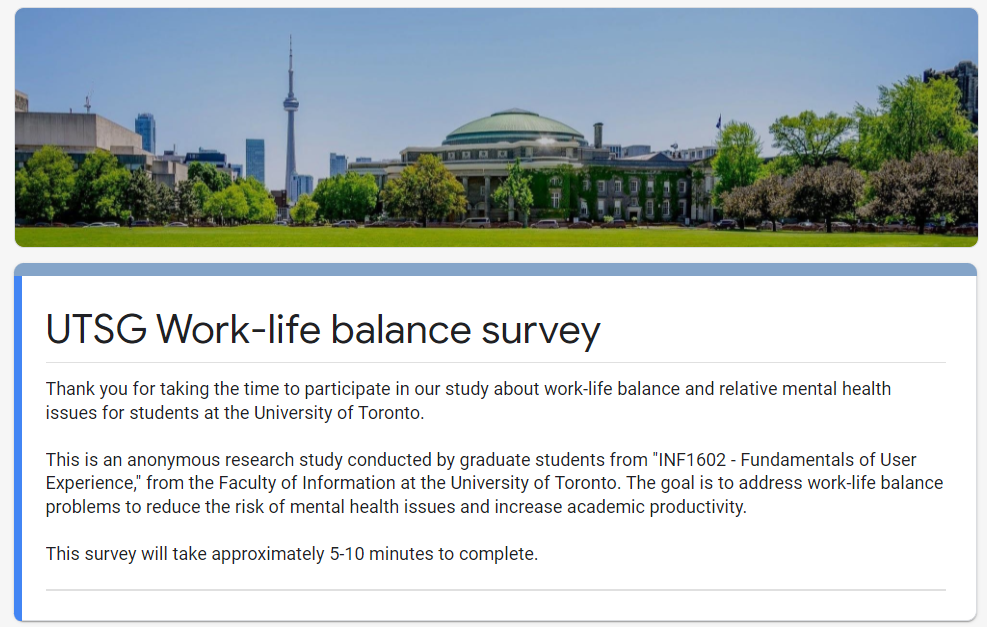 UTSG Work-life balance survey
Thank you for taking the time to participate in our study about work-life balance and relative mental health
issues for students at the University of Toronto.
This is an anonymous research study conducted by graduate students from "INF1602 - Fundamentals of User
Experience," from the Faculty of Information at the University of Toronto. The goal is to address work-life balance
problems to reduce the risk of mental health issues and increase academic productivity.
This survey will take approximately 5-10 minutes to complete.